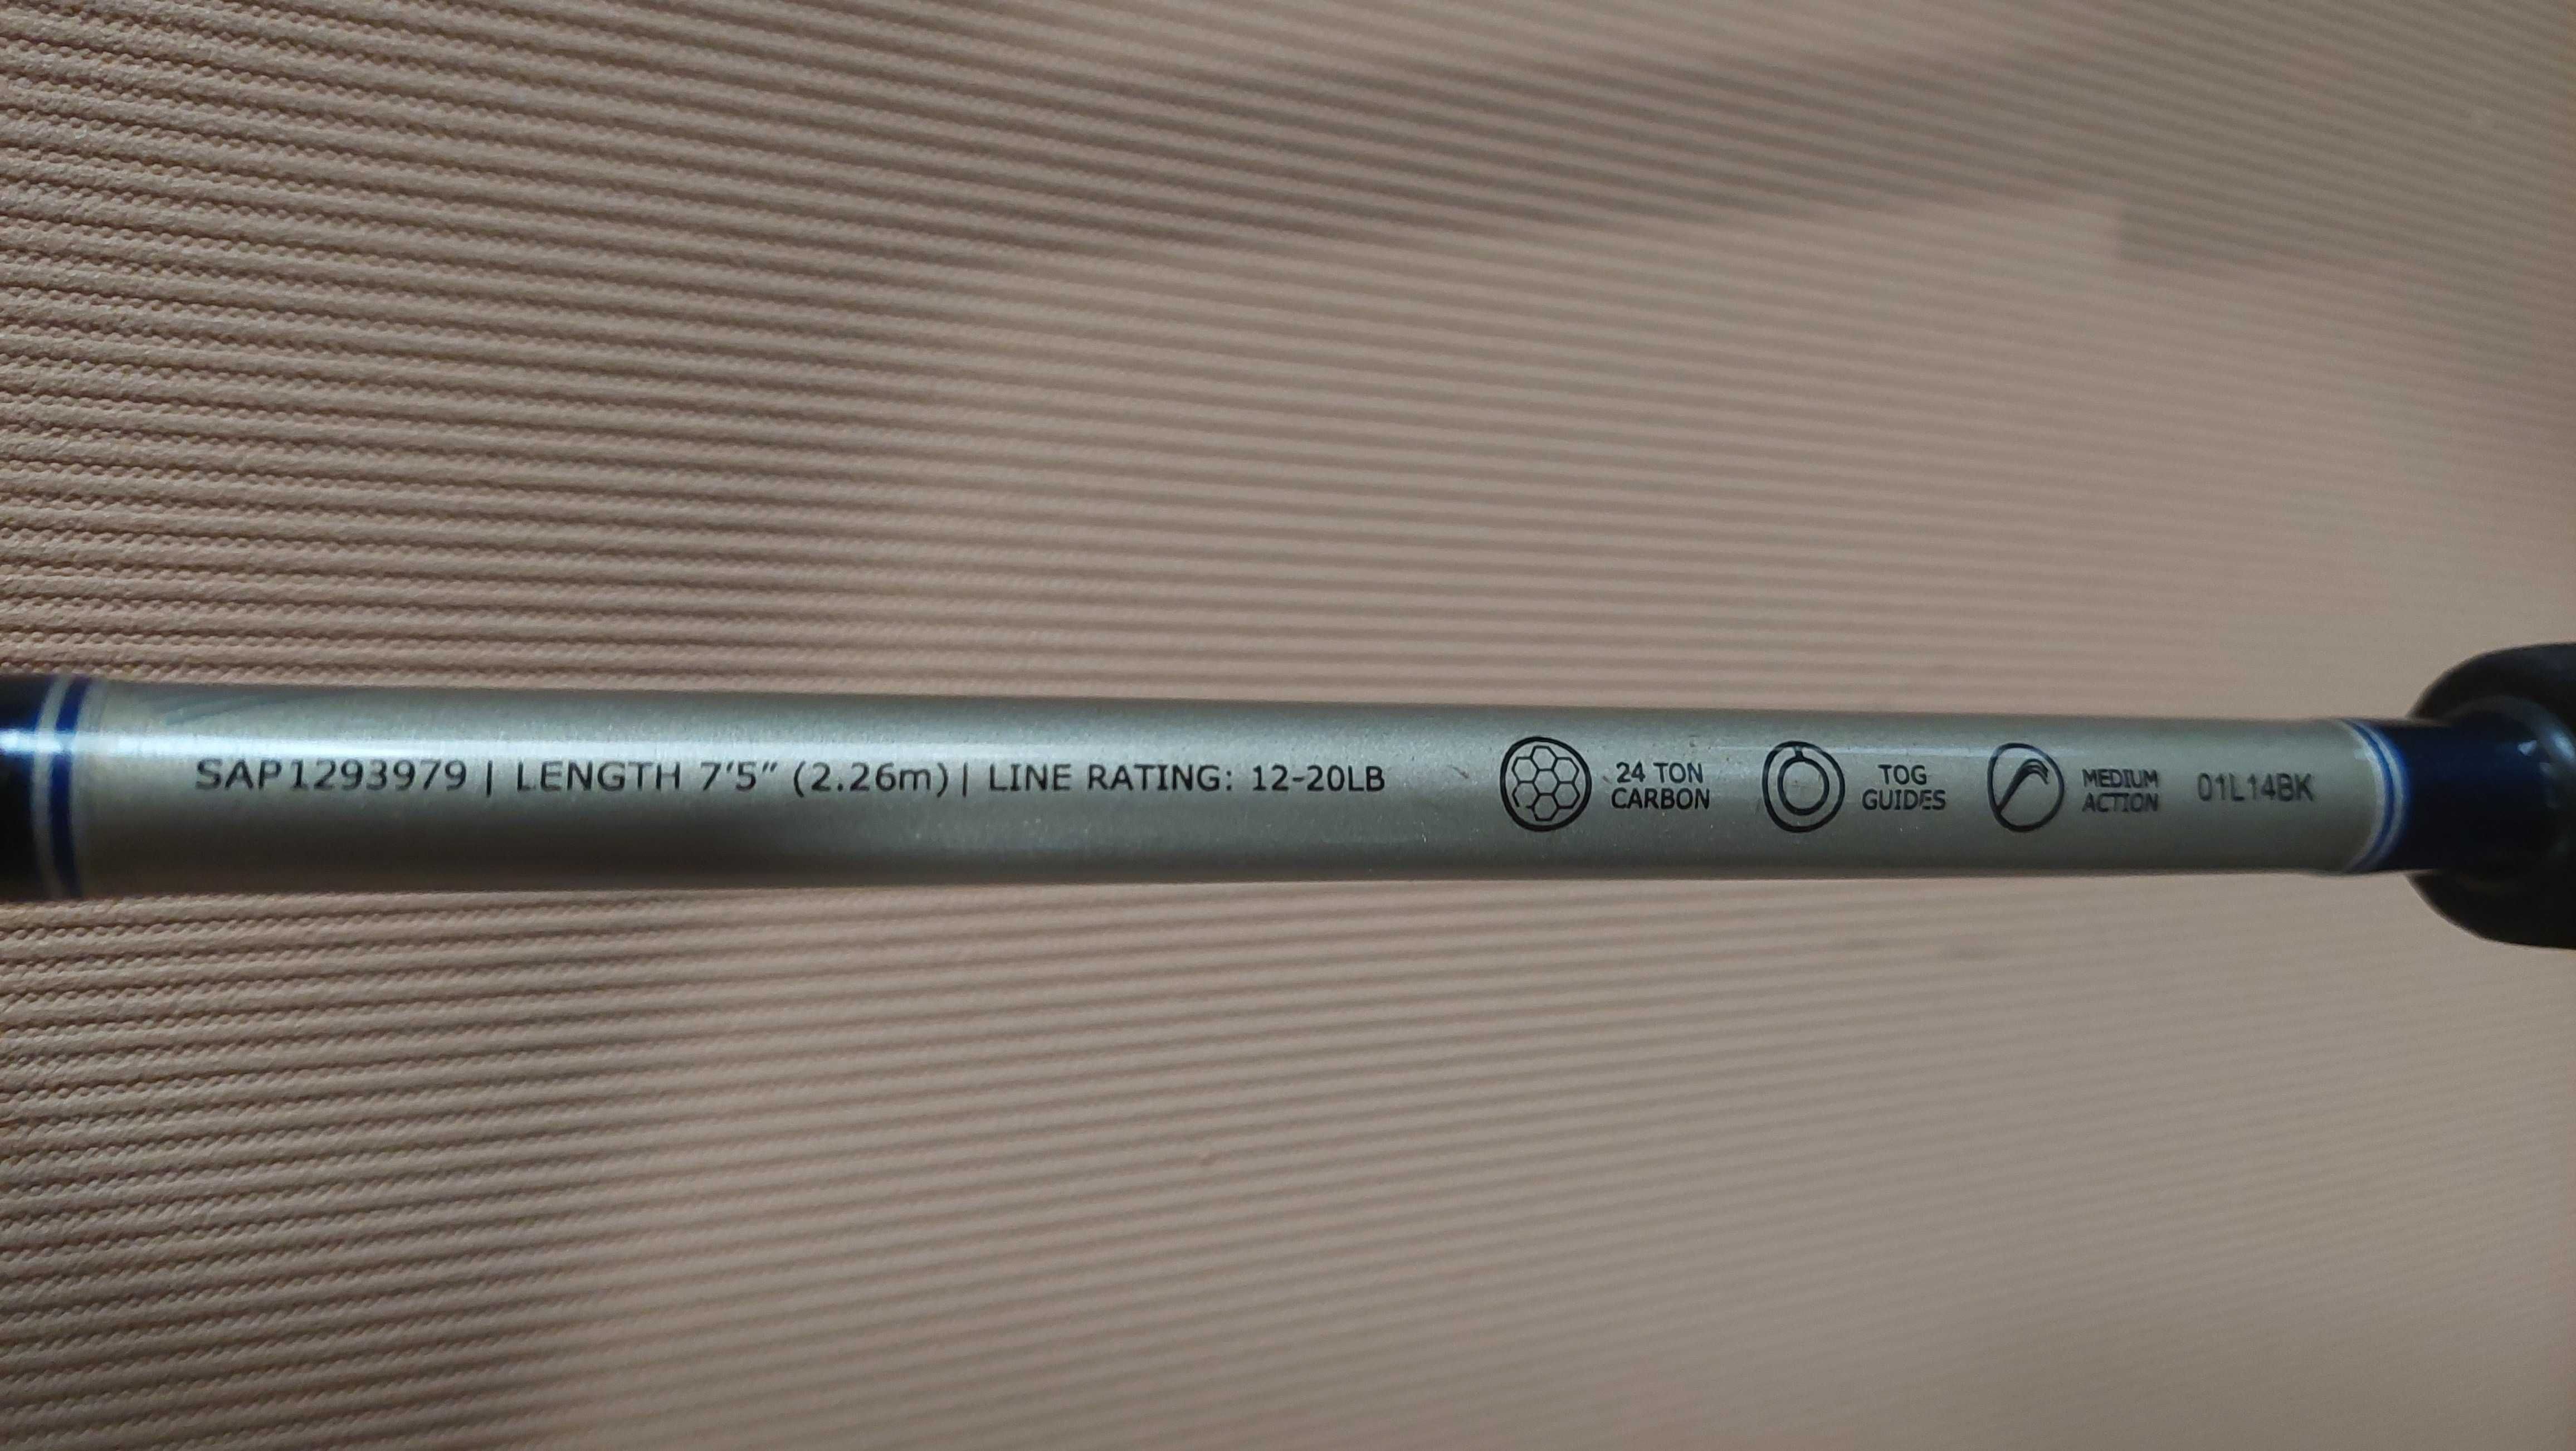 SAP1293979 | LENGTH 7'5" (2.26m) | LINE RATING: 12-20LB
24 TON
CARBON
TOG
GUIDES
MEDIUM
ACTION
01L14BK